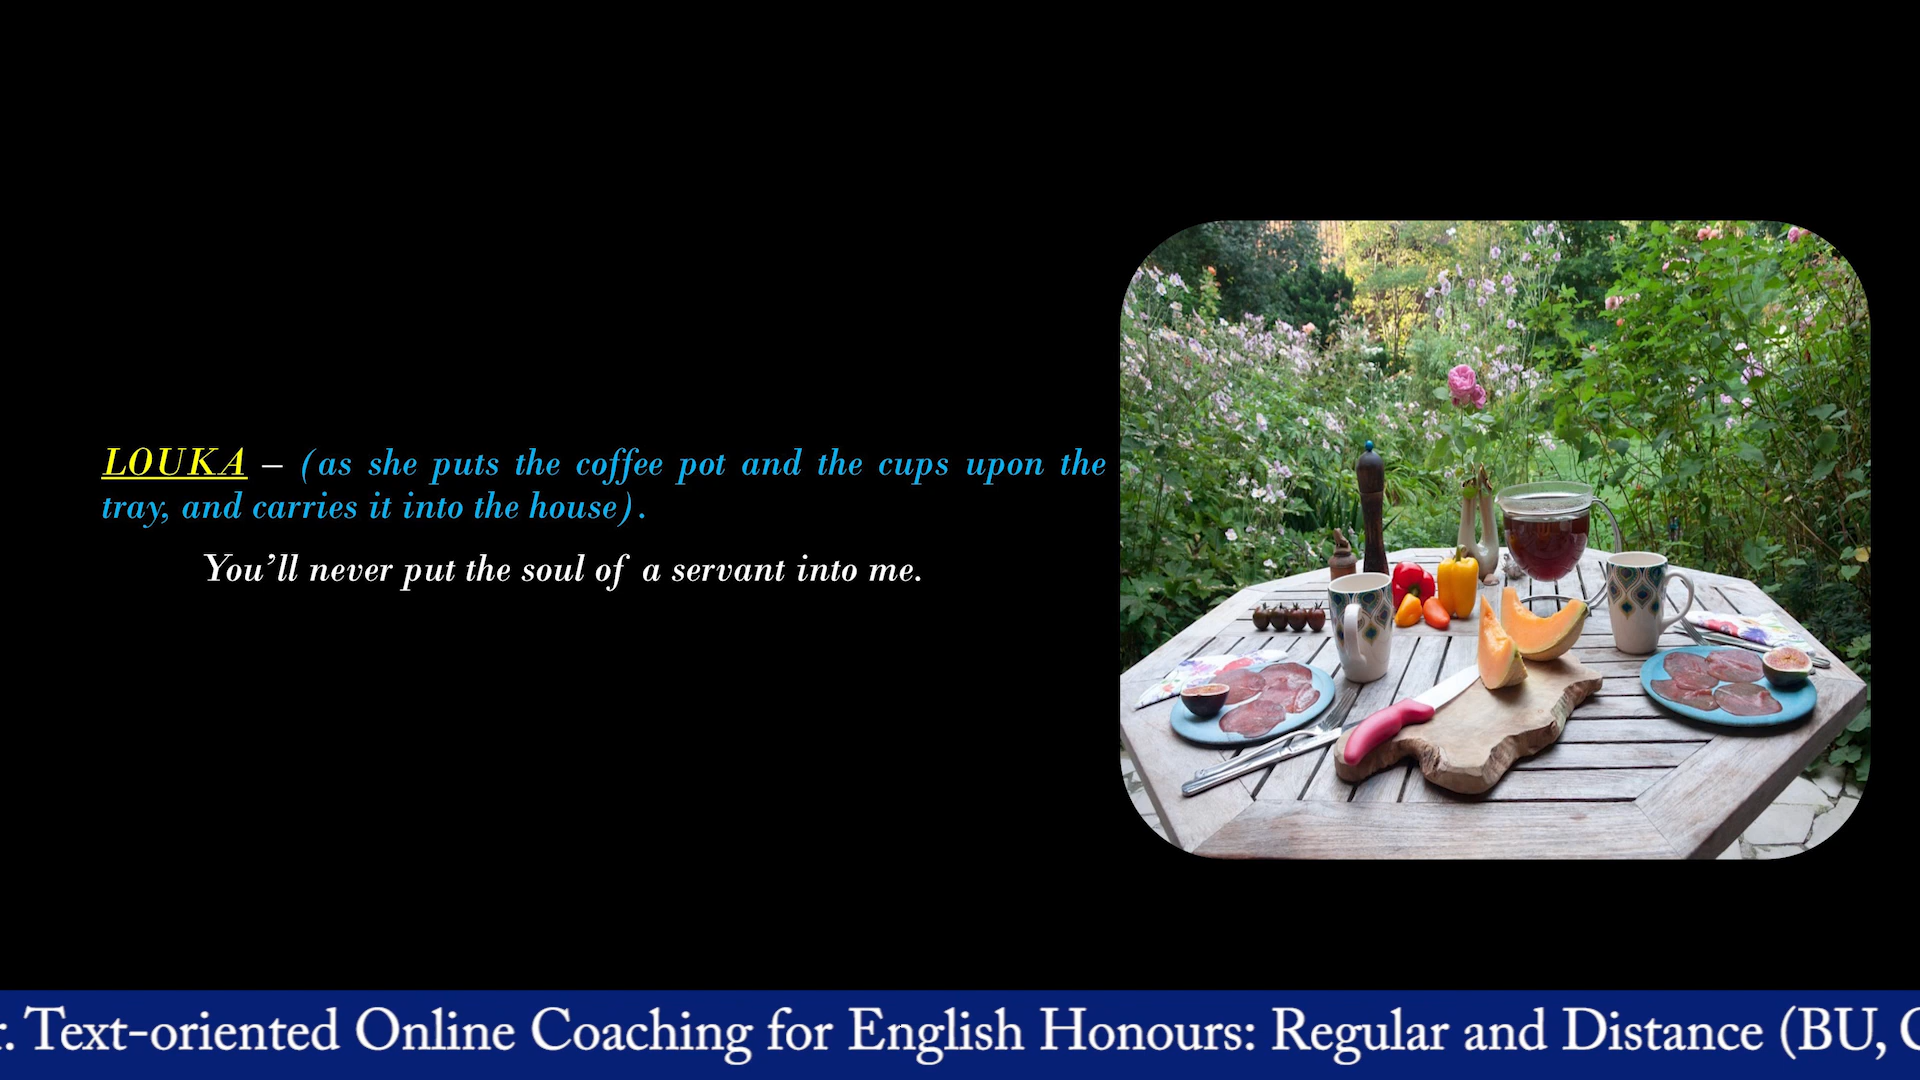 LOUKA – (as she puts the coffee pot and the cups upon the
tray, and carries it into the house).
You’ll never put the soul of a servant into me.
: Text-oriented Online Coaching for English Honours: Regular and Distance (BU, C